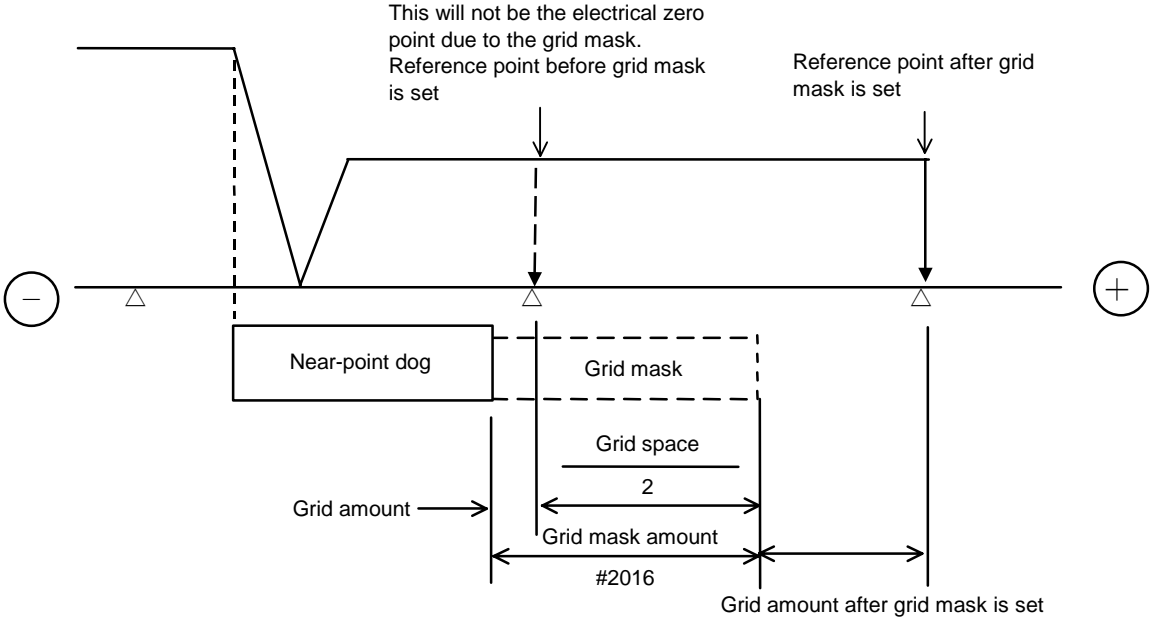 This will not be the electrical zero
point due to the grid mask.
Reference point before grid mask
is set
Reference point after grid
mask is set
−
+
Near-point dog
Grid mask
Grid space
2
Grid amount
Grid mask amount
#2016
Grid amount after grid mask is set